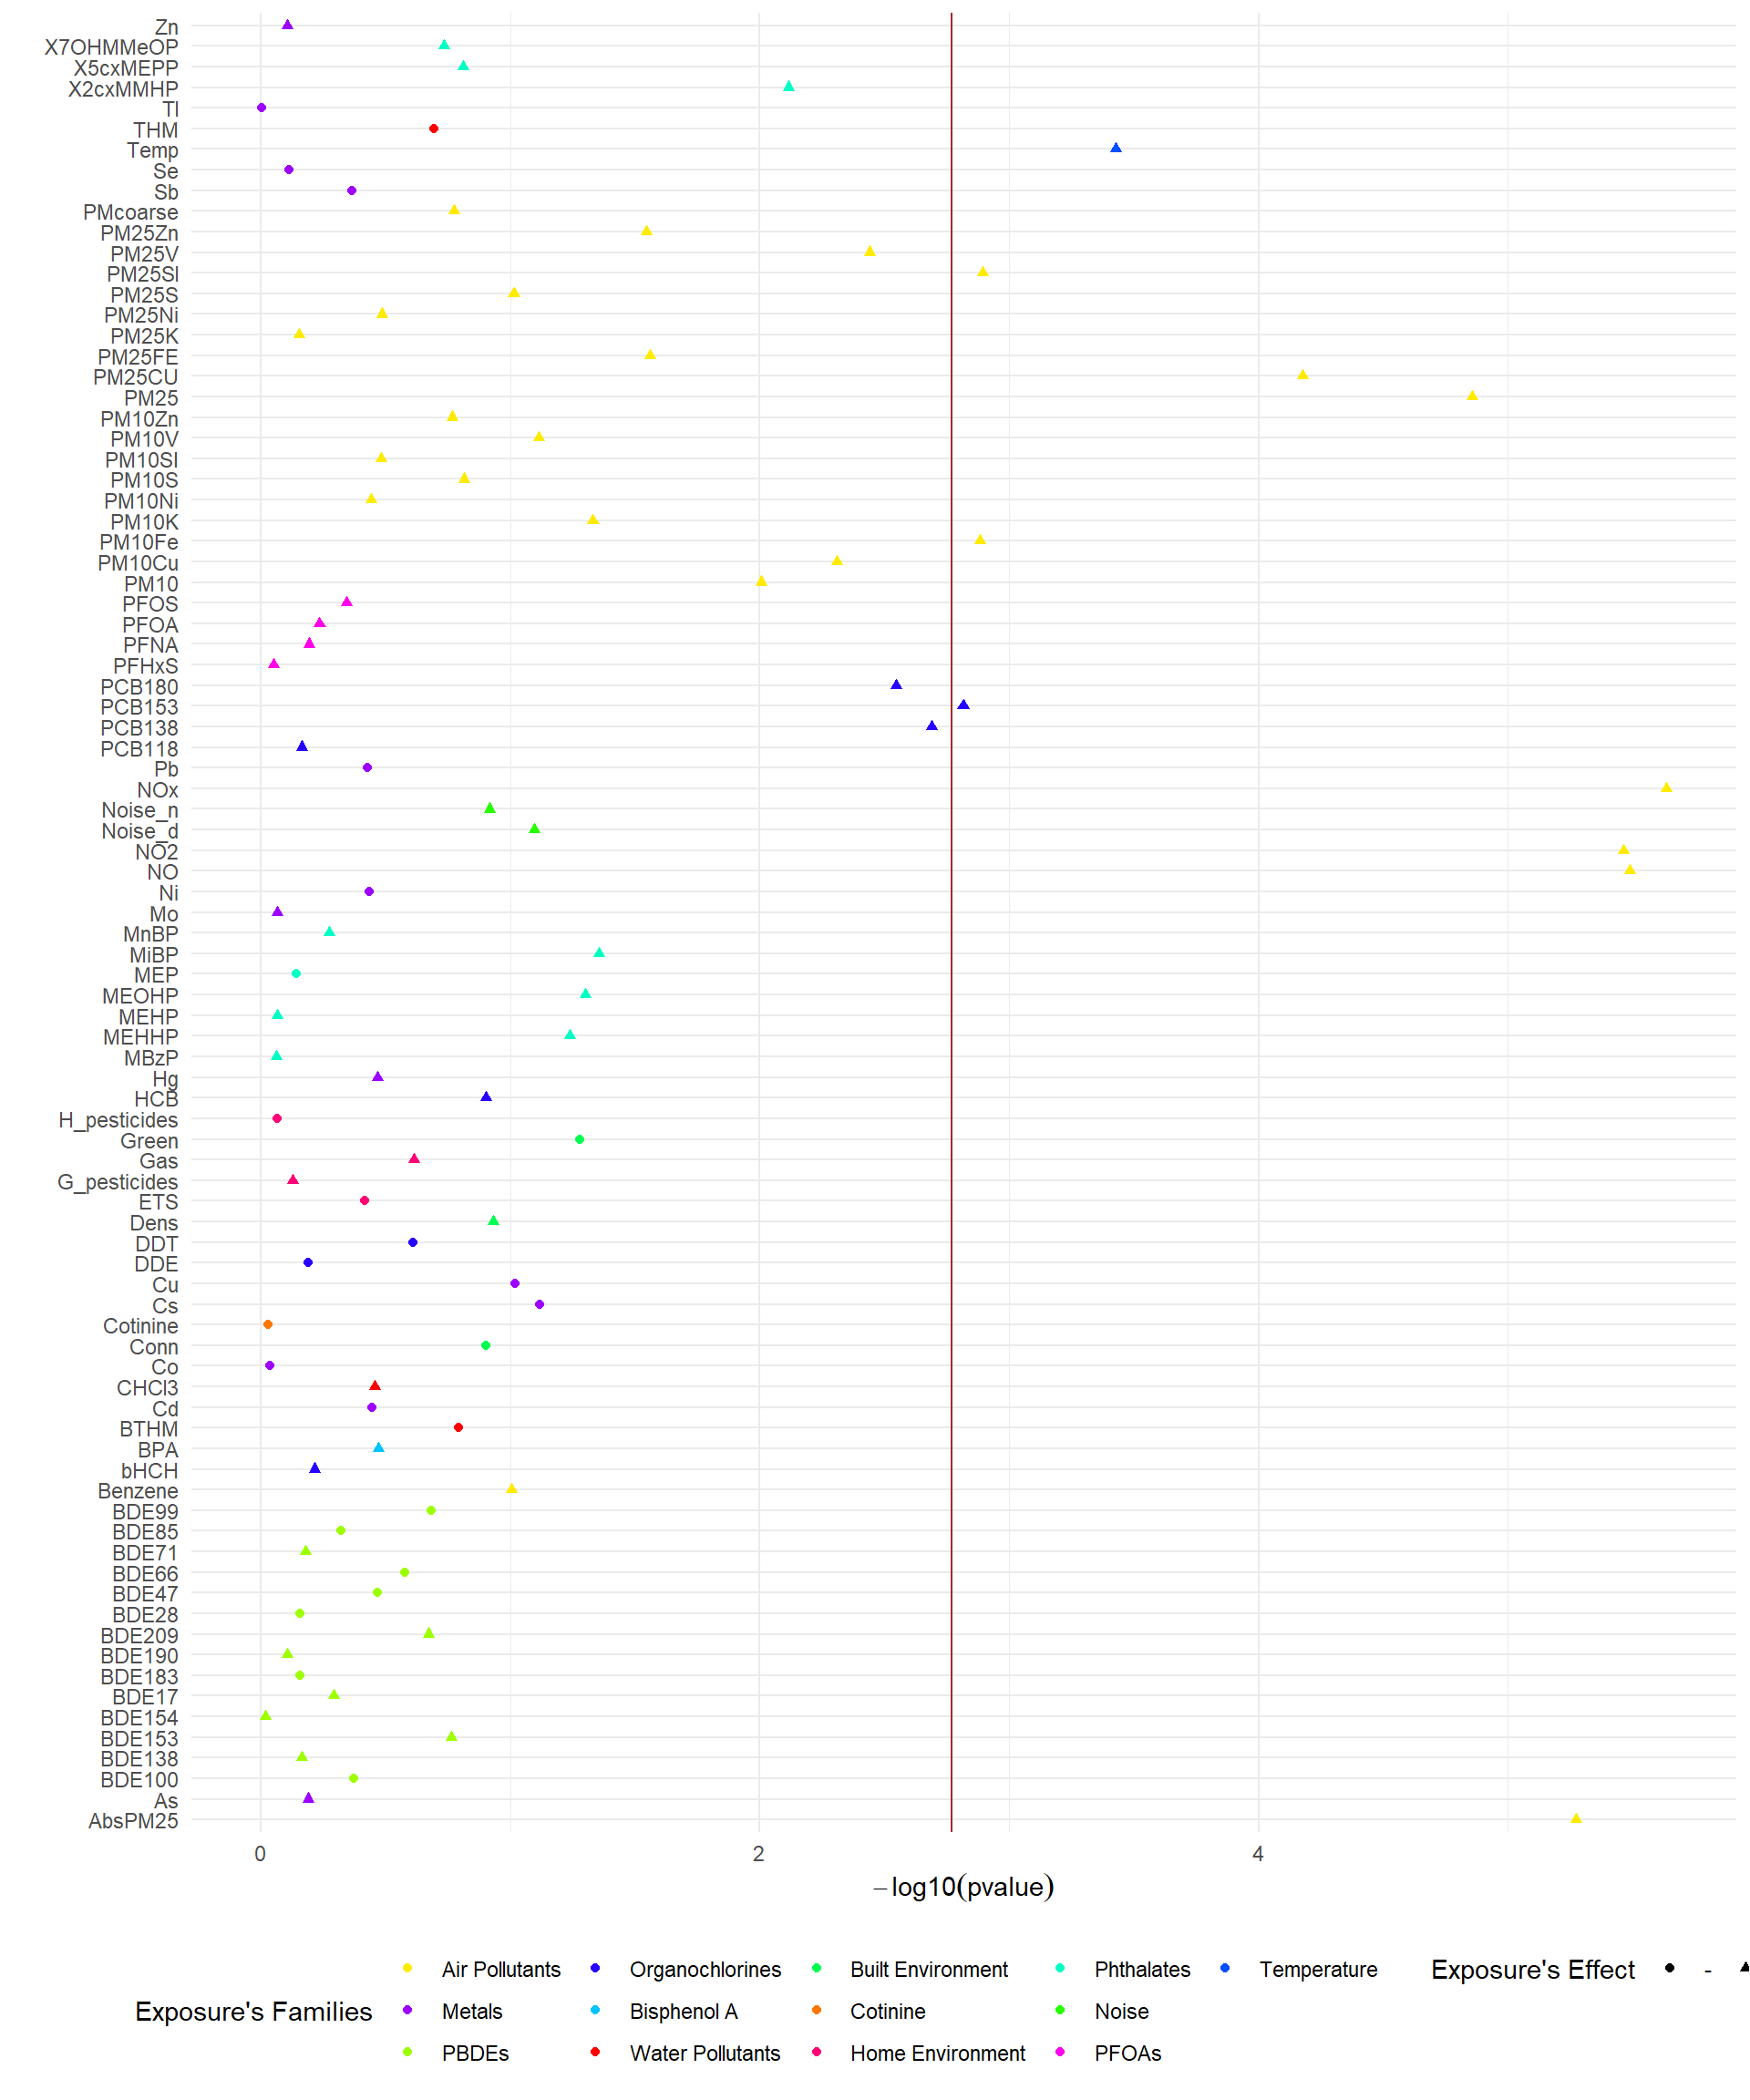 Zn
X7OHMMeOP
X5cxMEPP
X2cxMMHP
Tl
THM
Temp
Se
Sb
PMcoarse
PM25Zn
PM25V
PM25SI
PM25S
PM25Ni
PM25K
PM25FE
PM25CU
PM25
PM10Zn
PM10V
PM10SI
PM10S
PM10Ni
PM10K
PM10Fe
PM10Cu
PM10
PFOS
PFOA
PFNA
PFHxS
PCB180
PCB153
PCB138
PCB118
Pb
NOx
Noise_n
Noise_d
NO2
NO
Ni
Mo
MnBP
MiBP
MEP
MEOHP
MEHP
MEHHP
MBzP
Hg
HCB
H_pesticides
Green
Gas
G_pesticides
ETS
Dens
DDT
DDE
Cu
Cs
Cotinine
Conn
Co
CHCl3
Cd
BTHM
BPA
bHCH
Benzene
BDE99
BDE85
BDE71
BDE66
BDE47
BDE28
BDE209
BDE190
BDE183
BDE17
BDE154
BDE153
BDE138
BDE100
As
AbsPM25
0 2 4
−log10(pvalue)
Air Pollutants Organochlorines Built Environment Phthalates Temperature Exposure's Effect -
Exposure's Families Metals Bisphenol A Cotinine Noise
PBDEs Water Pollutants Home Environment PFOAs